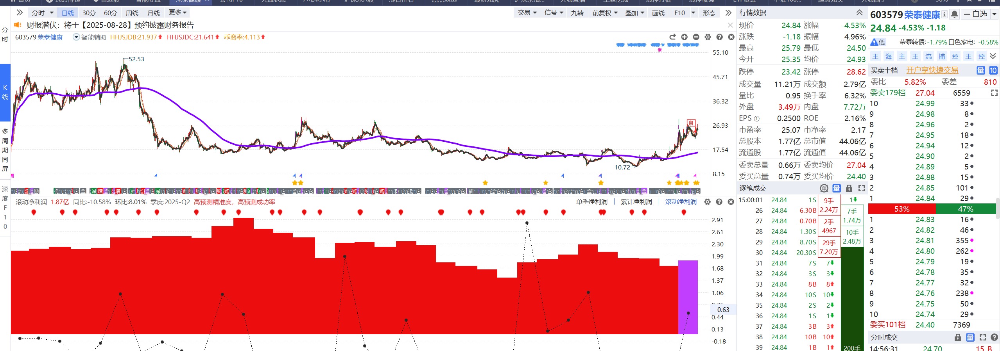 分时 日线 30分 60分 周线 月线 更多 交易 信号 九转 前复权 叠加 画线 F10 形态
财报潜伏：将于【2025-08-28】预约披露财务报告
603579 荣泰健康 智能辅助 HHJSJDB:21.937 HHJSJDC:21.641 乖离率:4.113
分时
K线
多周期同屏
深度F10
52.53
10.72
自
55.10
45.71
36.32
26.93
17.54
8.15
滚动净利润 1.87亿 同比:-10.58% 环比:8.01% 季度:2025-Q2 高预测精准度，高预测成功率
单季净利润 累计净利润 滚动净利润
2.91
2.61
2.30
1.99
1.68
1.37
1.06
0.63
0.44
0.13
-0.18
行情数据
现价 24.84 涨幅 -4.53%
涨跌 -1.18 振幅 4.96%
最高 25.79 最低 24.50
今开 25.35 均价 24.93
跌停 23.42 涨停 28.62
成交量 11.21万 成交额 2.79亿
量比 0.95 换手率 6.32%
外盘 3.49万 内盘 7.72万
EPS ① 0.2500 ROE 2.16%
市盈率 25.07 市净率 2.17
总股本 1.77亿 总市值 44.06亿
流通股 1.77亿 流通值 44.06亿
委卖总量 0.66万 委卖均价 27.04
委买总量 0.74万 委买均价 24.40
逐笔成交 单 量
15:00:01 24.84 1 S
26 24.84 6.30 B
27 24.84 0.70 B
28 24.84 1.30 S
29 24.84 8.70 S
30 24.84 20.30 S
31 24.84 7 S 7
32 24.84 3 S 3
33 24.84 8 B 8
34 24.84 10 S 10
35 24.84 2 S 2
36 24.84 1 S 1
37 24.84 3 B 3
38 24.84 10 B 10
39 24.84 1 B 1
9手
2.24万
2手
4967
29手
7.20万
1
7手
1.74万
10手
2.48万
200手
603579 荣泰健康 自选
24.84 -4.53% -1.18
低 荣泰转债: -1.79% 白色家电: -0.58%
主 海 主 主 流 捕 控 主 控
买卖十档 开户享快捷交易 量 10
委比 5.82% 委差 810
委卖179档 27.04 6559
10 24.99 33
9 24.98 8
8 24.96 2
7 24.95 18
6 24.94 12
5 24.90 2
4 24.89 5
3 24.88 15
2 24.85 101
1 24.84 29
53% 47%
1 24.83 16
2 24.82 46
3 24.81 355
4 24.80 262
5 24.79 19
6 24.78 35
7 24.77 32
8 24.76 238
9 24.75 50
10 24.74 29
委买101档 24.40 7369
分时成交 量
14:56:31 24.70 15 B